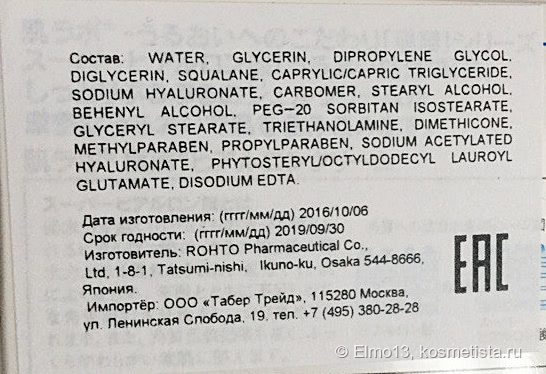 Состав: WATER, GLYCERIN, DIPROPYLENE GLYCOL,
DIGLYCERIN, SQUALANE, CAPRYLIC/CAPRIC TRIGLYCERIDE,
SODIUM HYALURONATE, CARBOMER, STEARYL ALCOHOL,
BEHENYL ALCOHOL, PEG-20 SORBITAN ISOSTEARATE,
GLYCERYL STEARATE, TRIETHANOLAMINE, DIMETHICONE,
METHYLPARABEN, PROPYLPARABEN, SODIUM ACETYLATED
HYALURONATE, PHYTOSTERYL/OCTYLDODECYL LAUROYL
GLUTAMATE, DISODIUM EDTA.
Дата изготовления: (гггг/мм/дд) 2016/10/06
Срок годности: (гггг/мм/дд) 2019/09/30
Изготовитель: ROHTO Pharmaceutical Co.,
Ltd, 1-8-1, Tatsumi-nishi, Ikuno-ku, Osaka 544-8666,
Япония.
Импортёр: ООО «Табер Трейд», 115280 Москва,
ул. Ленинская Слобода, 19. тел. +7 (495) 380-28-28
EAC
© Elmo13, kosmetista.ru